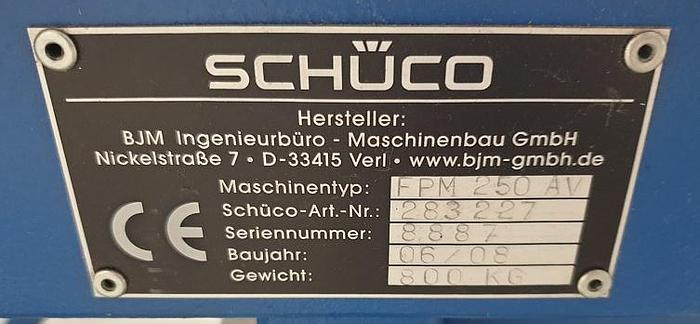 SCHÜCO
Hersteller:
BJM Ingenieurbüro - Maschinenbau GmbH
Nickelstraße 7 • D-33415 Verl • www.bjm-gmbh.de
Maschinentyp: FPM 250 AV
Schüco-Art.-Nr.: 283227
Seriennummer: 8887
Baujahr: 06/08
Gewicht: 800 KG
CE